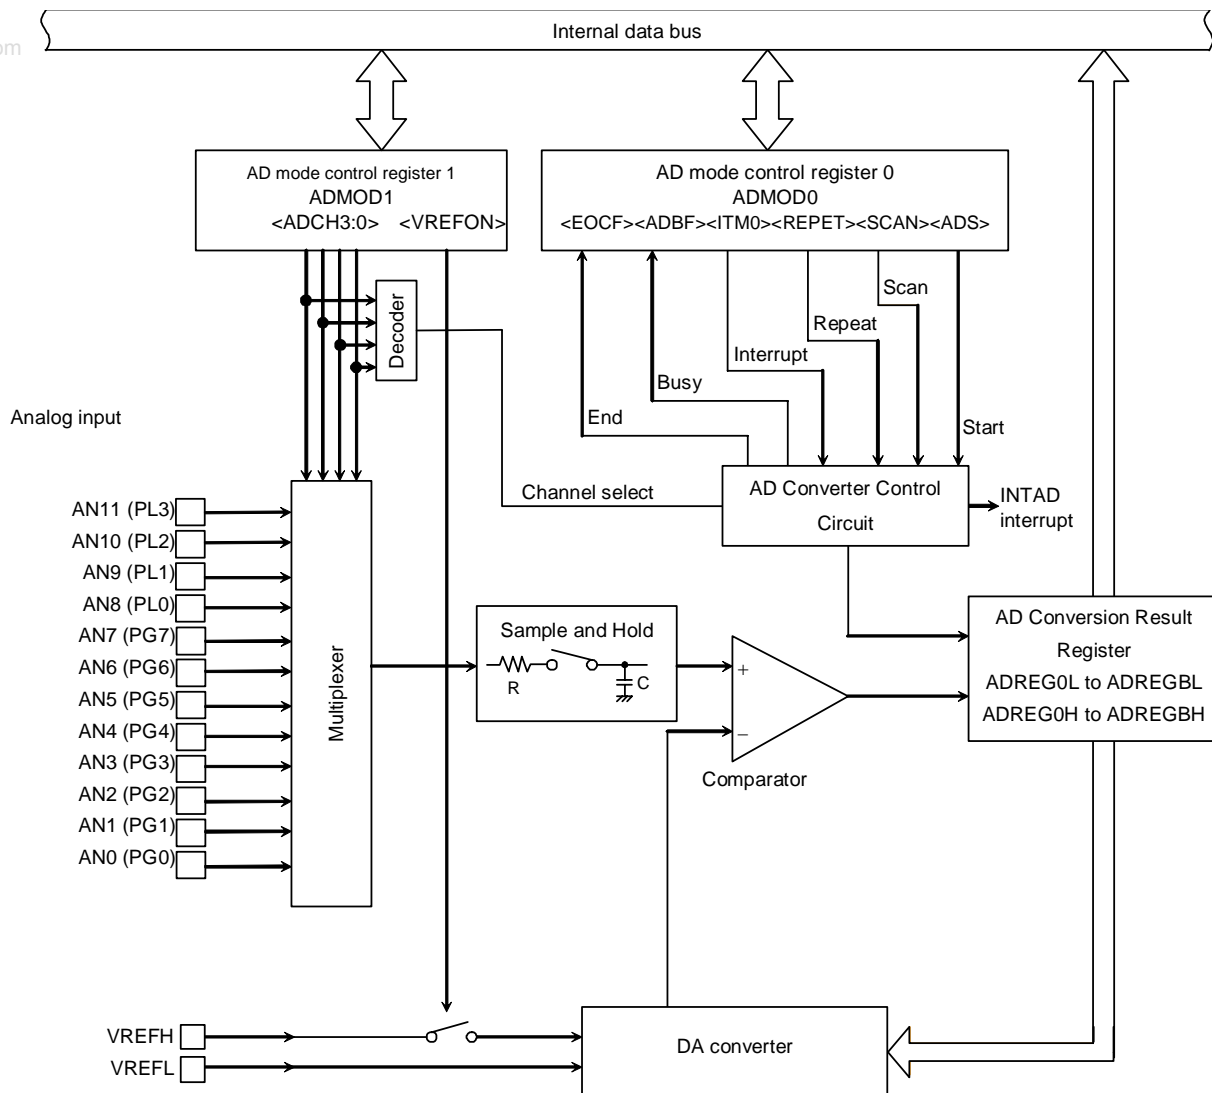 Internal data bus
om
AD mode control register 1
ADMOD1
<ADCH3:0> <VREFON>
AD mode control register 0
ADMOD0
<EOCF><ADBF><ITM0><REPET><SCAN><ADS>
Decoder
Scan
Repeat
Interrupt
Busy
End
Start
Analog input
Channel select
AD Converter Control
Circuit
INTAD
interrupt
AN11 (PL3)
AN10 (PL2)
AN9 (PL1)
AN8 (PL0)
AN7 (PG7)
AN6 (PG6)
AN5 (PG5)
AN4 (PG4)
AN3 (PG3)
AN2 (PG2)
AN1 (PG1)
AN0 (PG0)
Multiplexer
Sample and Hold
R
C
+
−
Comparator
AD Conversion Result
Register
ADREG0L to ADREGBL
ADREG0H to ADREGBH
VREFH
VREFL
DA converter